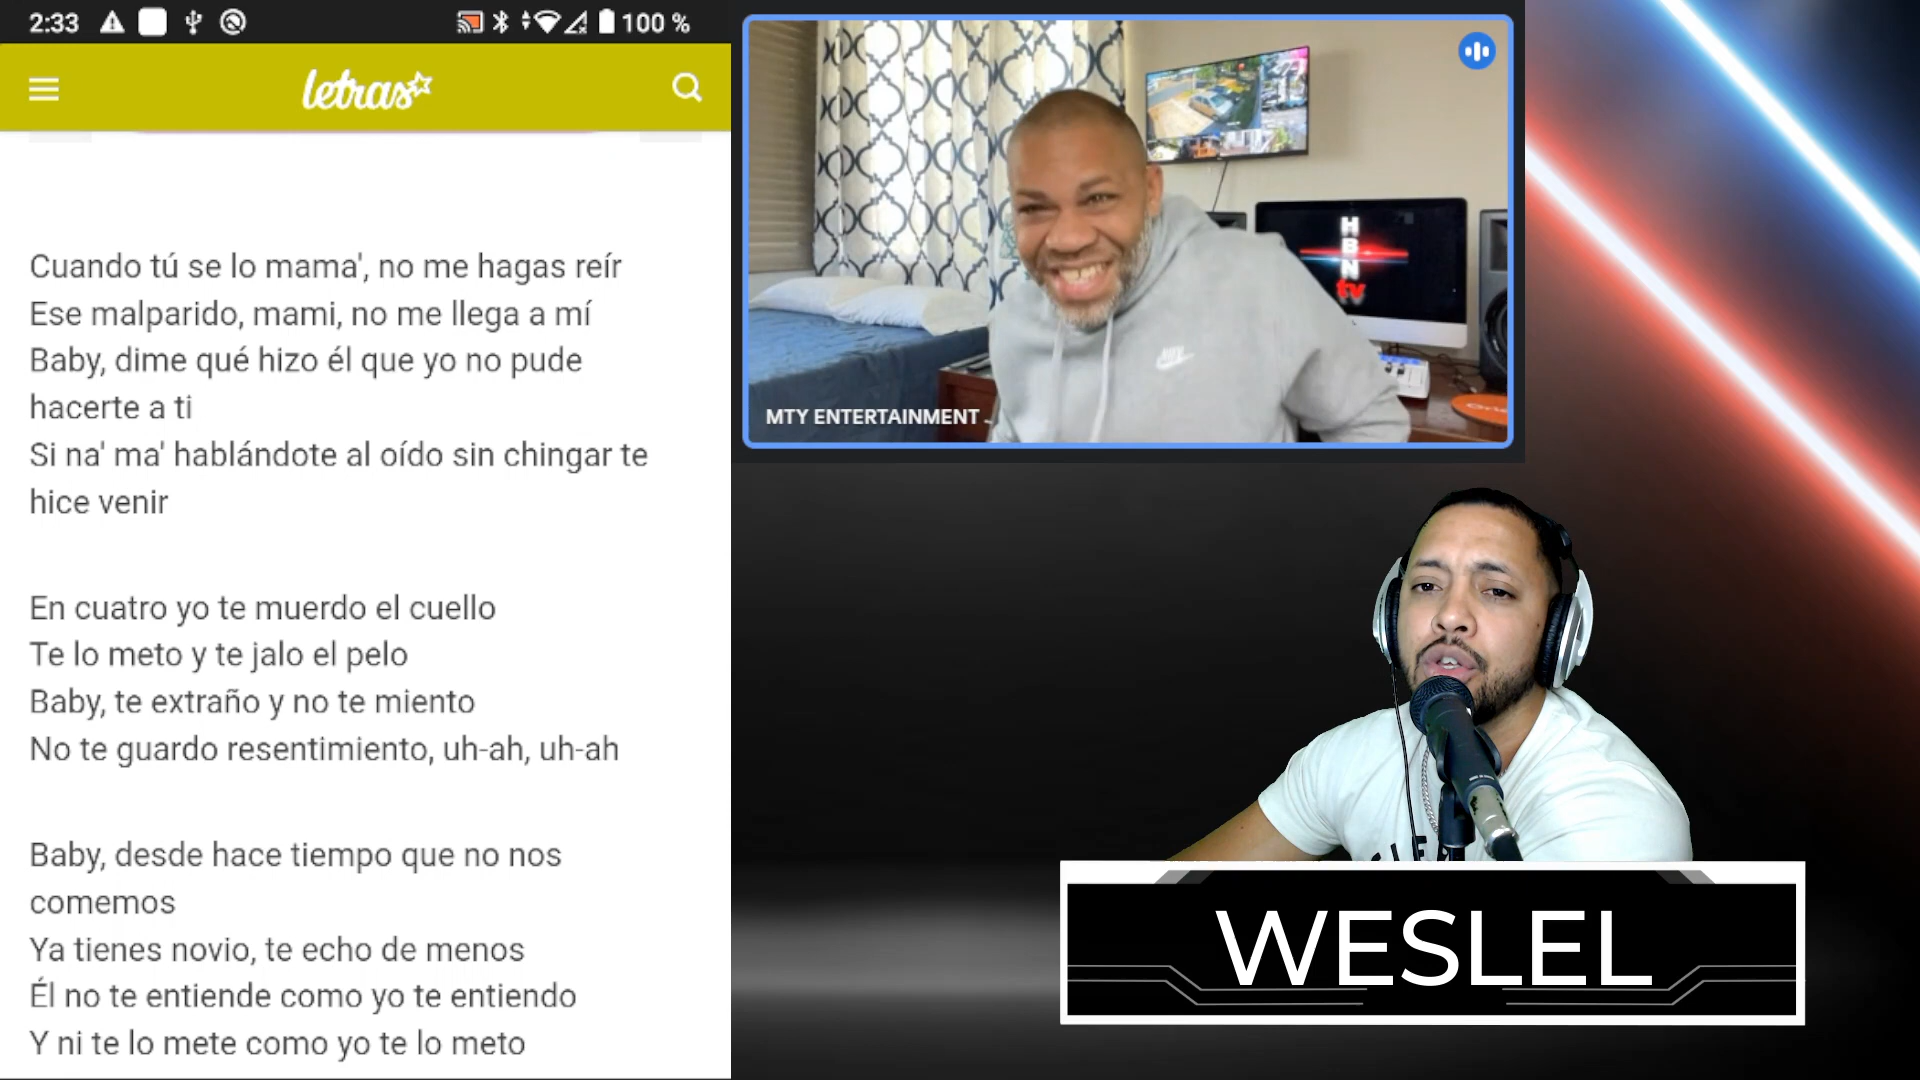 2:33
100 %
letras
Cuando tú se lo mama', no me hagas reír
Ese malparido, mami, no me llega a mí
Baby, dime qué hizo él que yo no pude
hacerte a ti
Si na' ma' hablándote al oído sin chingar te
hice venir
En cuatro yo te muerdo el cuello
Te lo meto y te jalo el pelo
Baby, te extraño y no te miento
No te guardo resentimiento, uh-ah, uh-ah
Baby, desde hace tiempo que no nos
comemos
Ya tienes novio, te echo de menos
Él no te entiende como yo te entiendo
Y ni te lo mete como yo te lo meto
HBN
tv
MTY ENTERTAINMENT
WESLEL